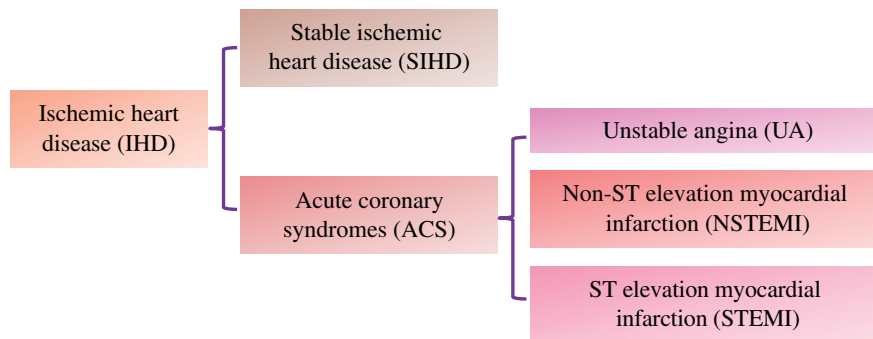 Stable ischemic
heart disease (SIHD)
Ischemic heart
disease (IHD)
Unstable angina (UA)
Acute coronary
syndromes (ACS)
Non-ST elevation myocardial
infarction (NSTEMI)
ST elevation myocardial
infarction (STEMI)